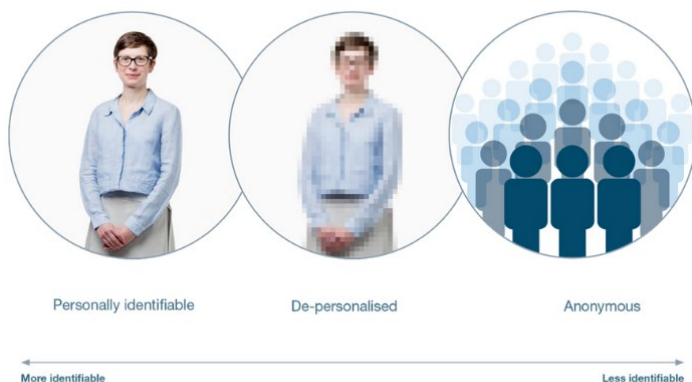 Personally identifiable
De-personalised
Anonymous
More identifiable
Less identifiable